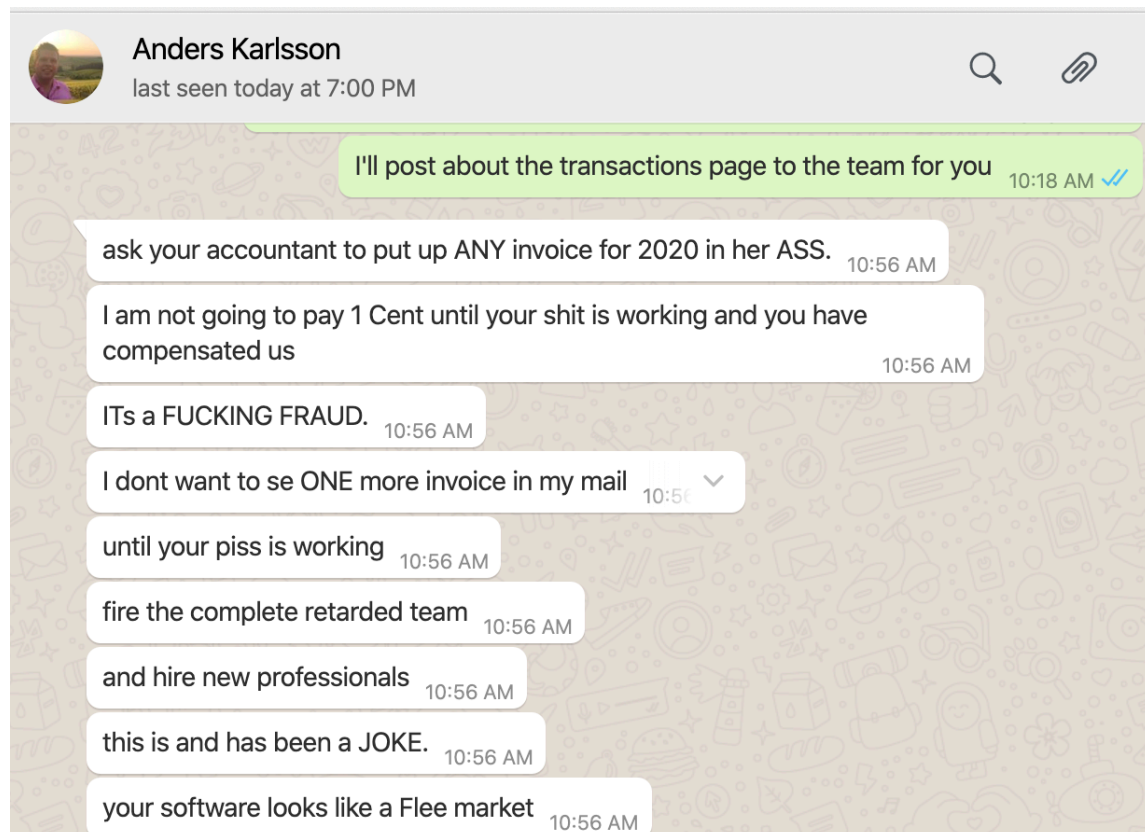 Anders Karlsson
last seen today at 7:00 PM
I'll post about the transactions page to the team for you 10:18 AM
ask your accountant to put up ANY invoice for 2020 in her ASS. 10:56 AM
I am not going to pay 1 Cent until your shit is working and you have
compensated us
10:56 AM
ITs a FUCKING FRAUD. 10:56 AM
I dont want to se ONE more invoice in my mail 10:56
until your piss is working 10:56 AM
fire the complete retarded team 10:56 AM
and hire new professionals 10:56 AM
this is and has been a JOKE. 10:56 AM
your software looks like a Flee market 10:56 AM